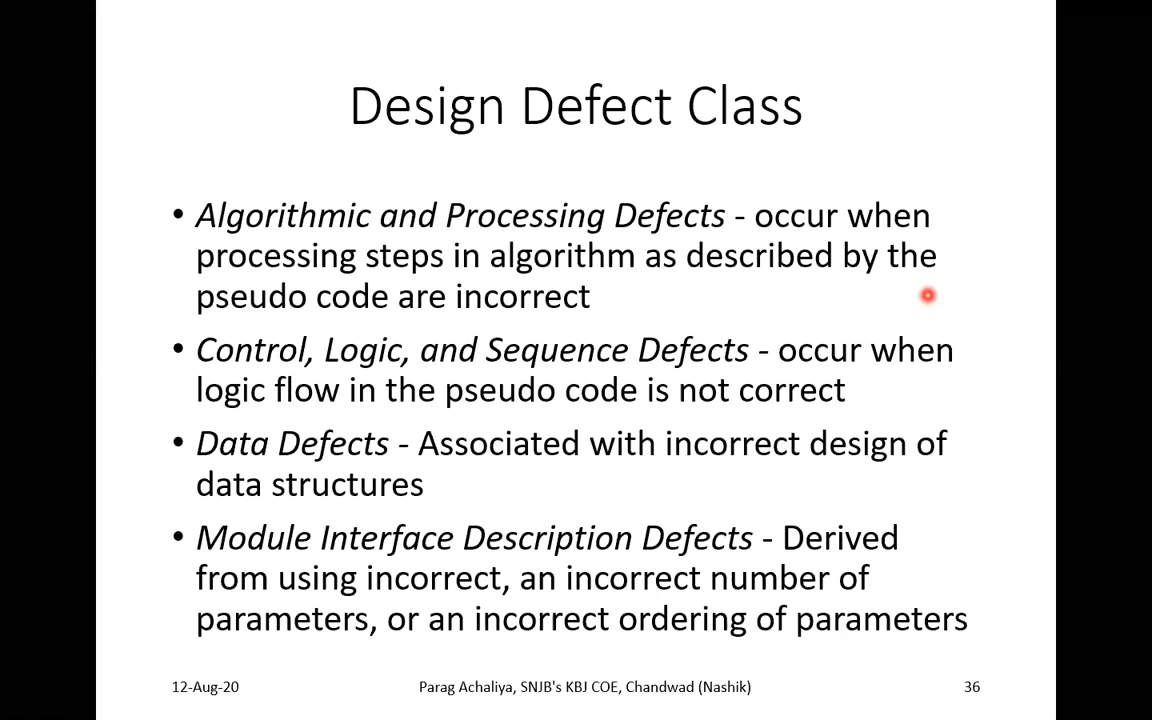 Design Defect Class
• Algorithmic and Processing Defects - occur when
processing steps in algorithm as described by the
pseudo code are incorrect
• Control, Logic, and Sequence Defects - occur when
logic flow in the pseudo code is not correct
• Data Defects - Associated with incorrect design of
data structures
• Module Interface Description Defects - Derived
from using incorrect, an incorrect number of
parameters, or an incorrect ordering of parameters
12-Aug-20 Parag Achaliya, SNJB's KBJ COE, Chandwad (Nashik) 36